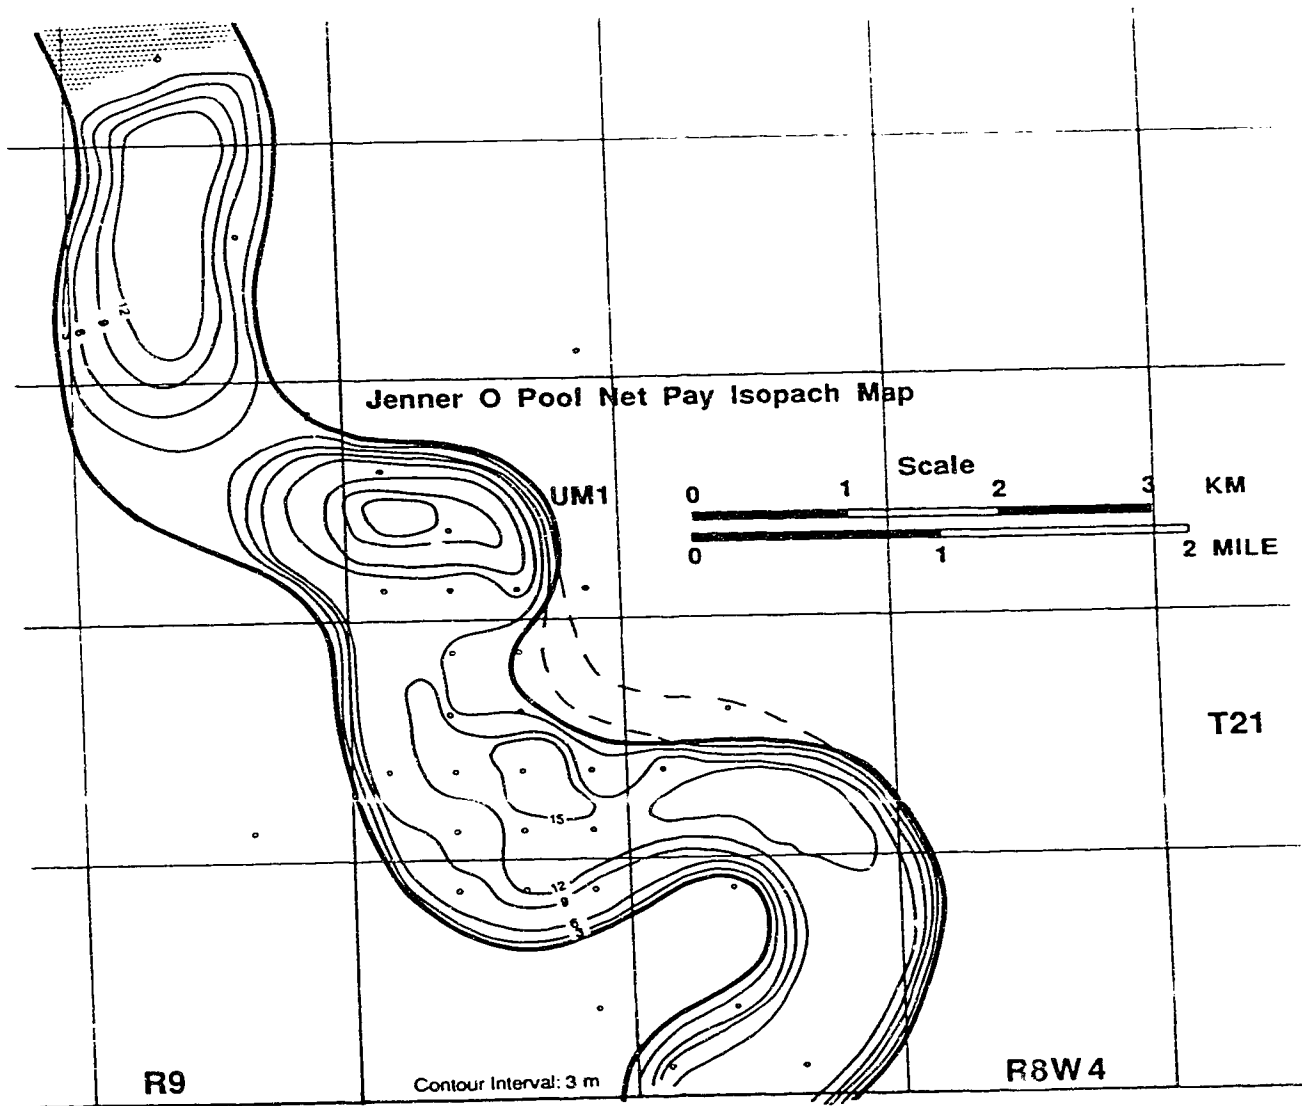 12
6
9
Jenner O Pool Net Pay Isopach Map
Scale
UM1
0 1 2 3 KM
0 1 2 MILE
T21
15
12
9
6
3
R9
Contour Interval: 3 m
R8W4